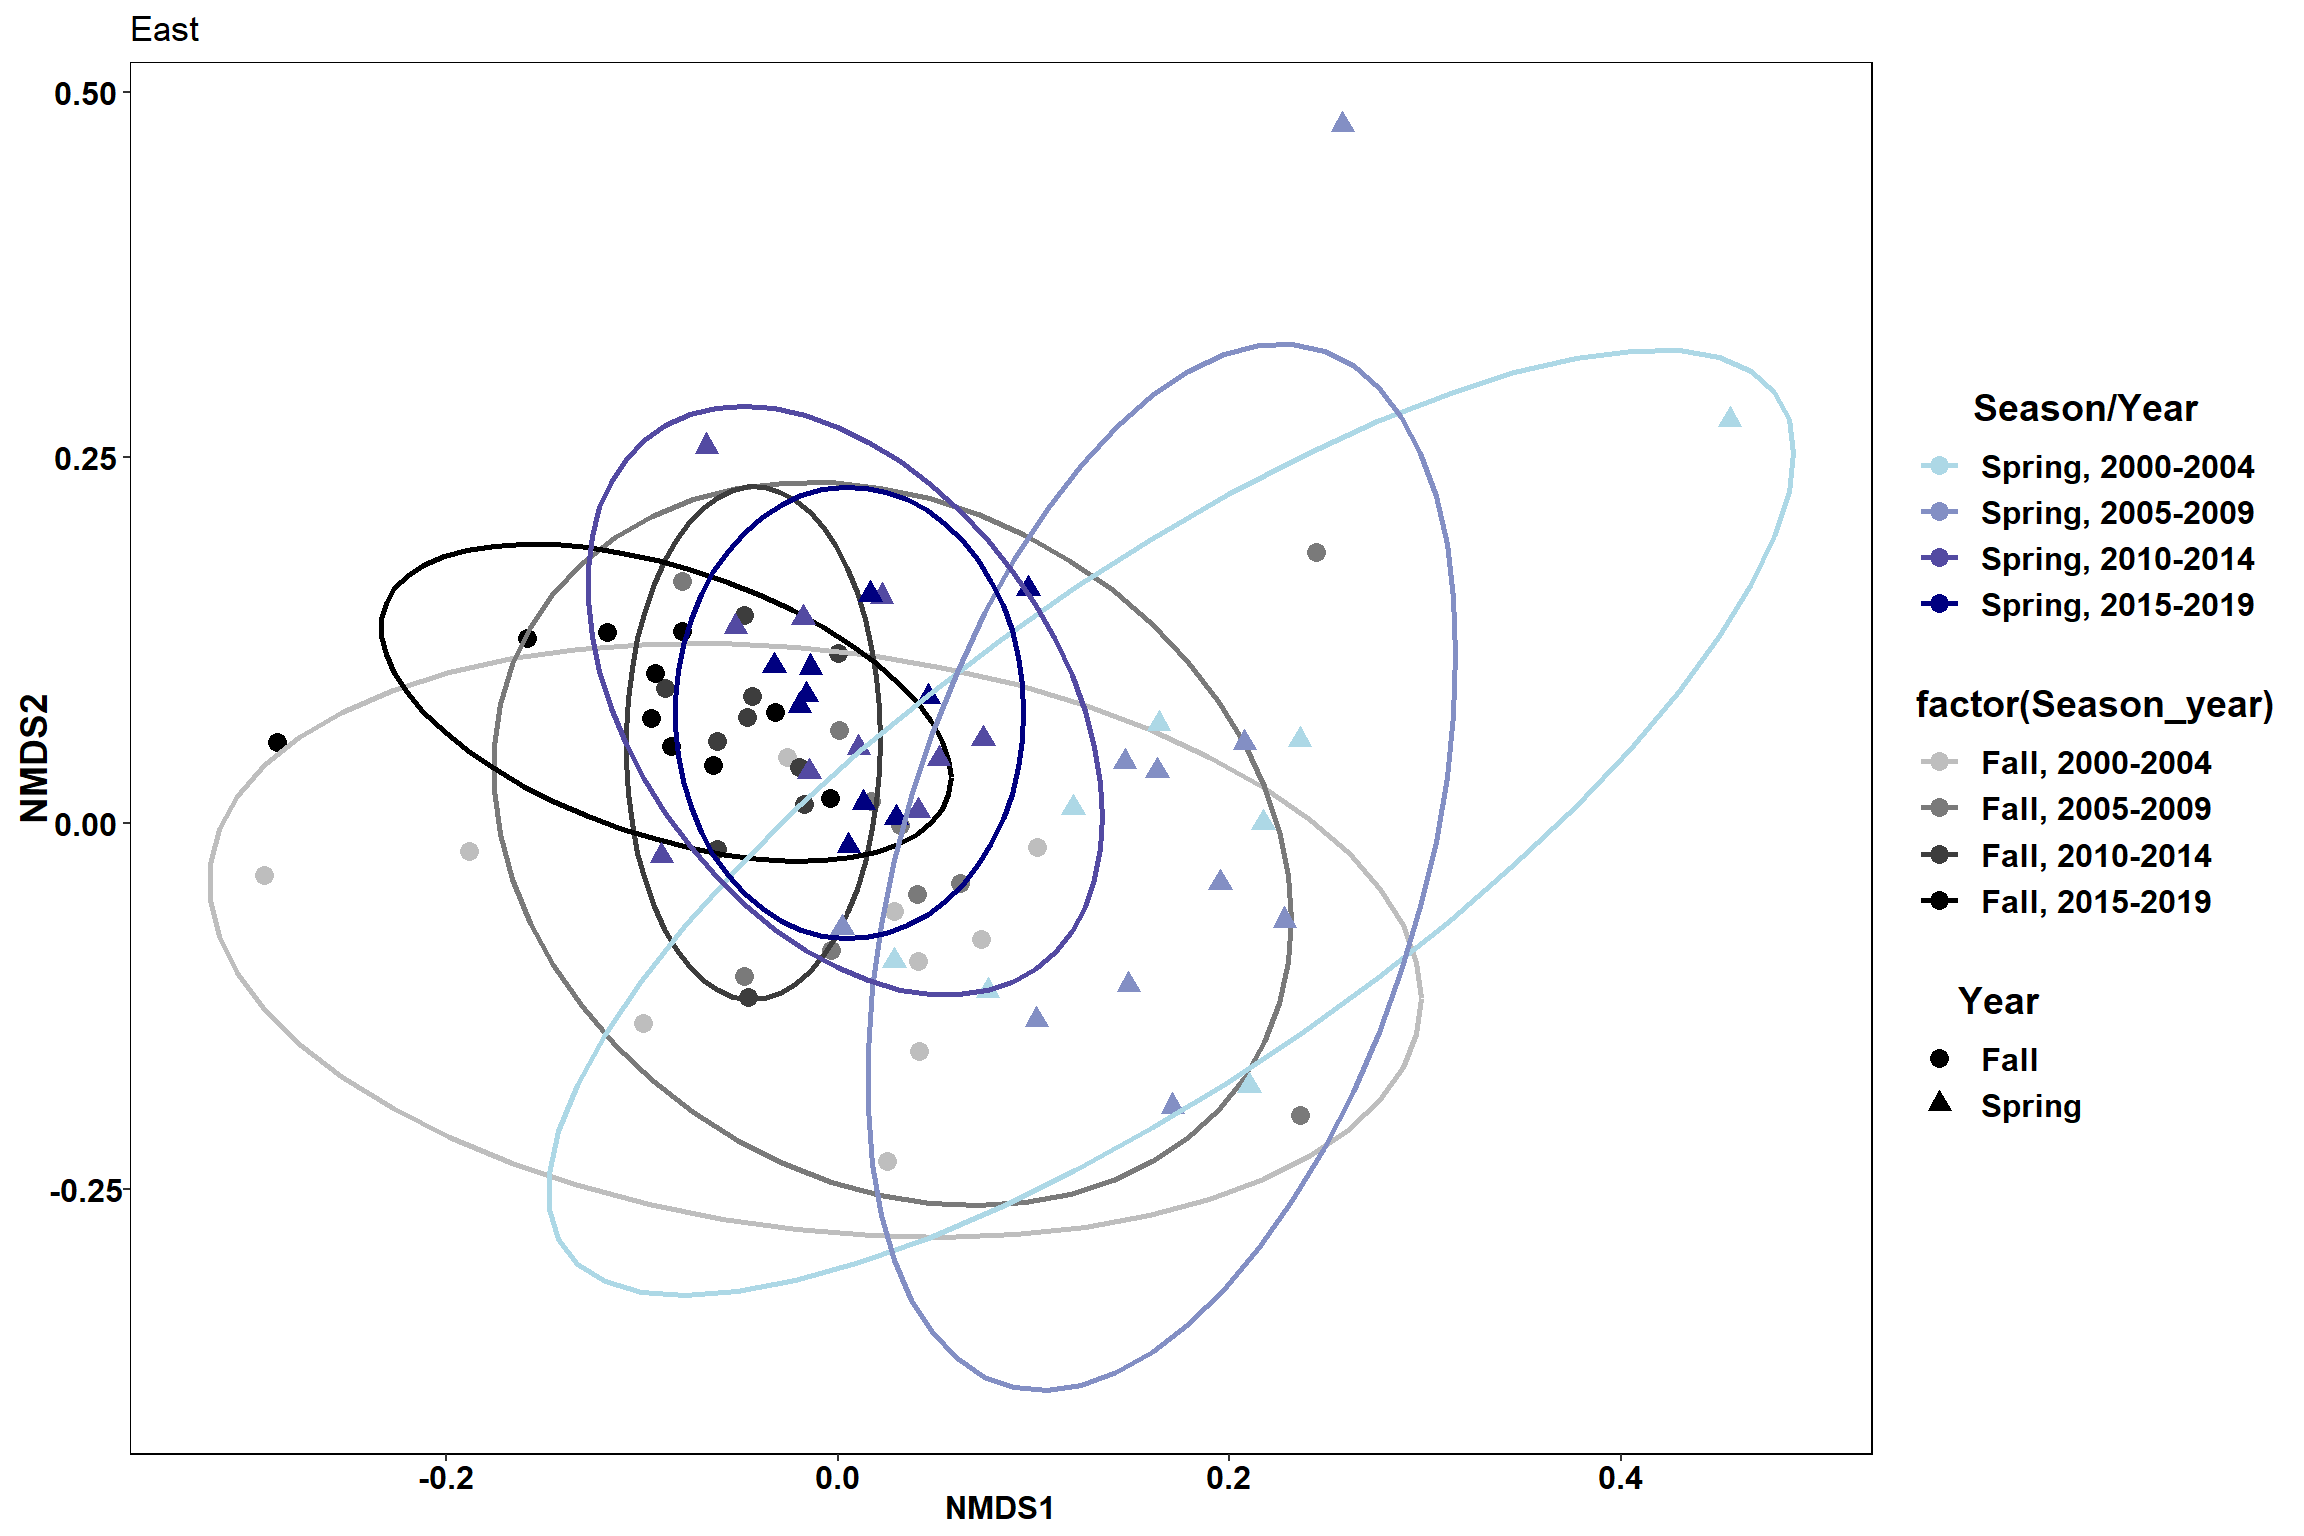 East
0.50
0.25
0.00
-0.25
NMDS2
-0.2
0.0
0.2
0.4
NMDS1
Season/Year
Spring, 2000-2004
Spring, 2005-2009
Spring, 2010-2014
Spring, 2015-2019
factor(Season_year)
Fall, 2000-2004
Fall, 2005-2009
Fall, 2010-2014
Fall, 2015-2019
Year
Fall
Spring